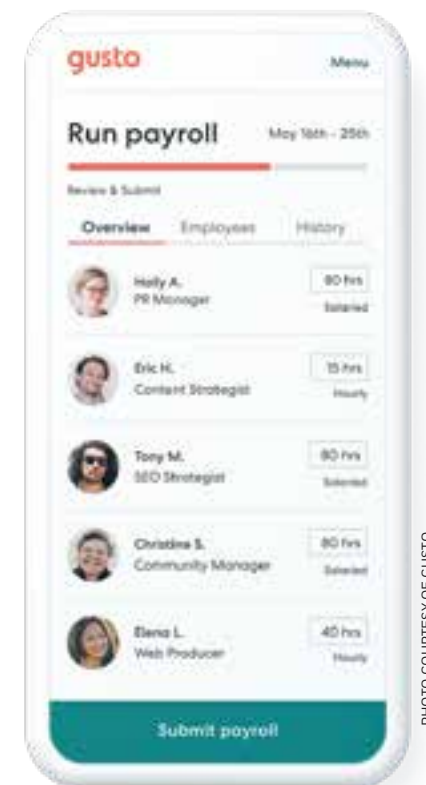 gusto
Menu
Run payroll
May 16th - 25th
Review & Submit
Overview Employees History
Holly A.
PR Manager
80 hrs
Salaried
Eric H.
Content Strategist
15 hrs
Hourly
Tony M.
SEO Strategist
80 hrs
Salaried
Christina S.
Community Manager
80 hrs
Salaried
Elena L.
Web Producer
40 hrs
Hourly
Submit payroll
PHOTO COURTESY OF GUSTO